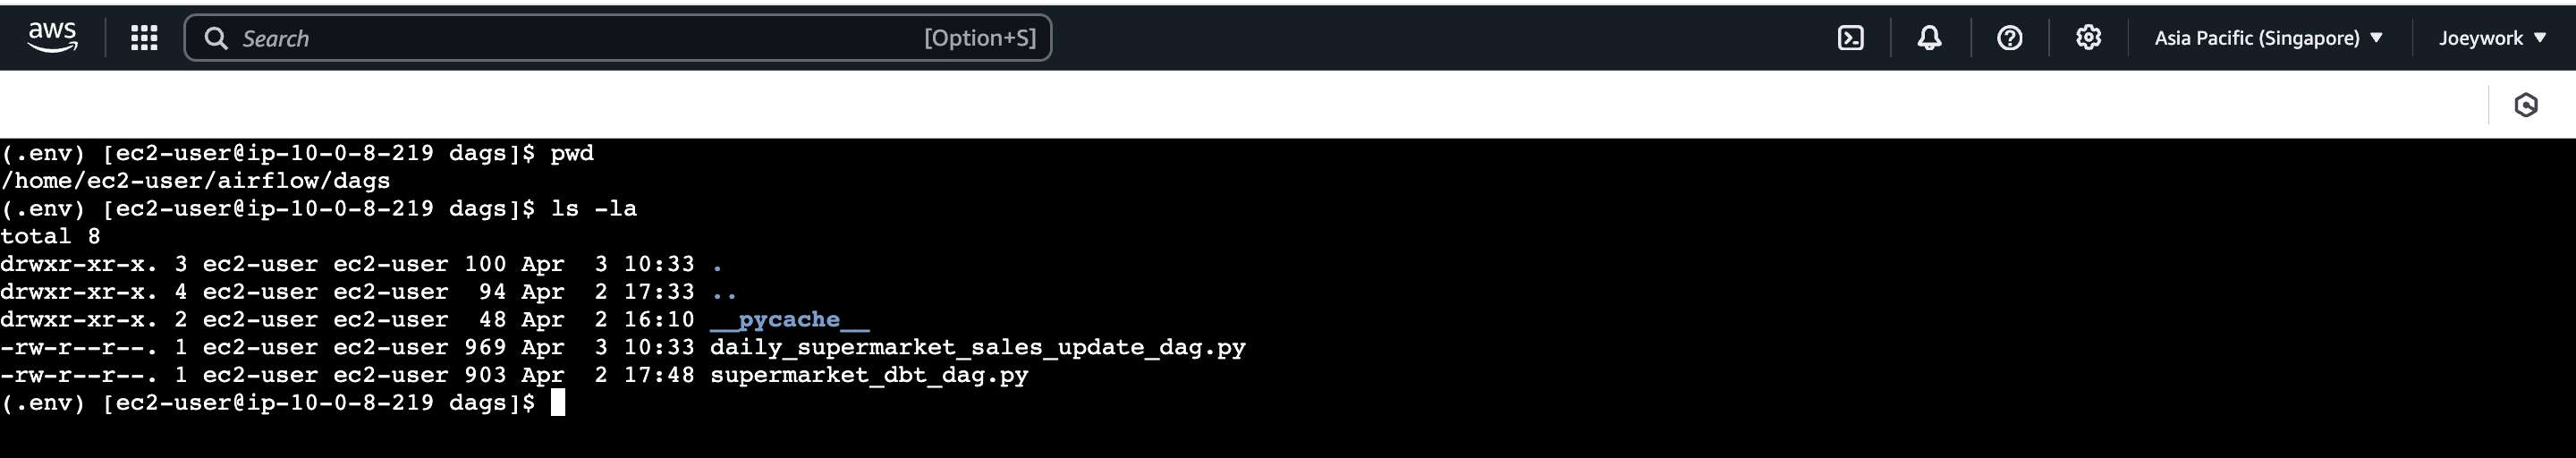 aws
Search [Option+S] Asia Pacific (Singapore) Joeywork
(.env) [ec2-user@ip-10-0-8-219 dags]$ pwd
/home/ec2-user/airflow/dags
(.env) [ec2-user@ip-10-0-8-219 dags]$ ls -la
total 8
drwxr-xr-x. 3 ec2-user ec2-user 100 Apr  3 10:33 .
drwxr-xr-x. 4 ec2-user ec2-user  94 Apr  2 17:33 ..
drwxr-xr-x. 2 ec2-user ec2-user  48 Apr  2 16:10 __pycache__
-rw-r--r--. 1 ec2-user ec2-user 969 Apr  3 10:33 daily_supermarket_sales_update_dag.py
-rw-r--r--. 1 ec2-user ec2-user 903 Apr  2 17:48 supermarket_dbt_dag.py
(.env) [ec2-user@ip-10-0-8-219 dags]$